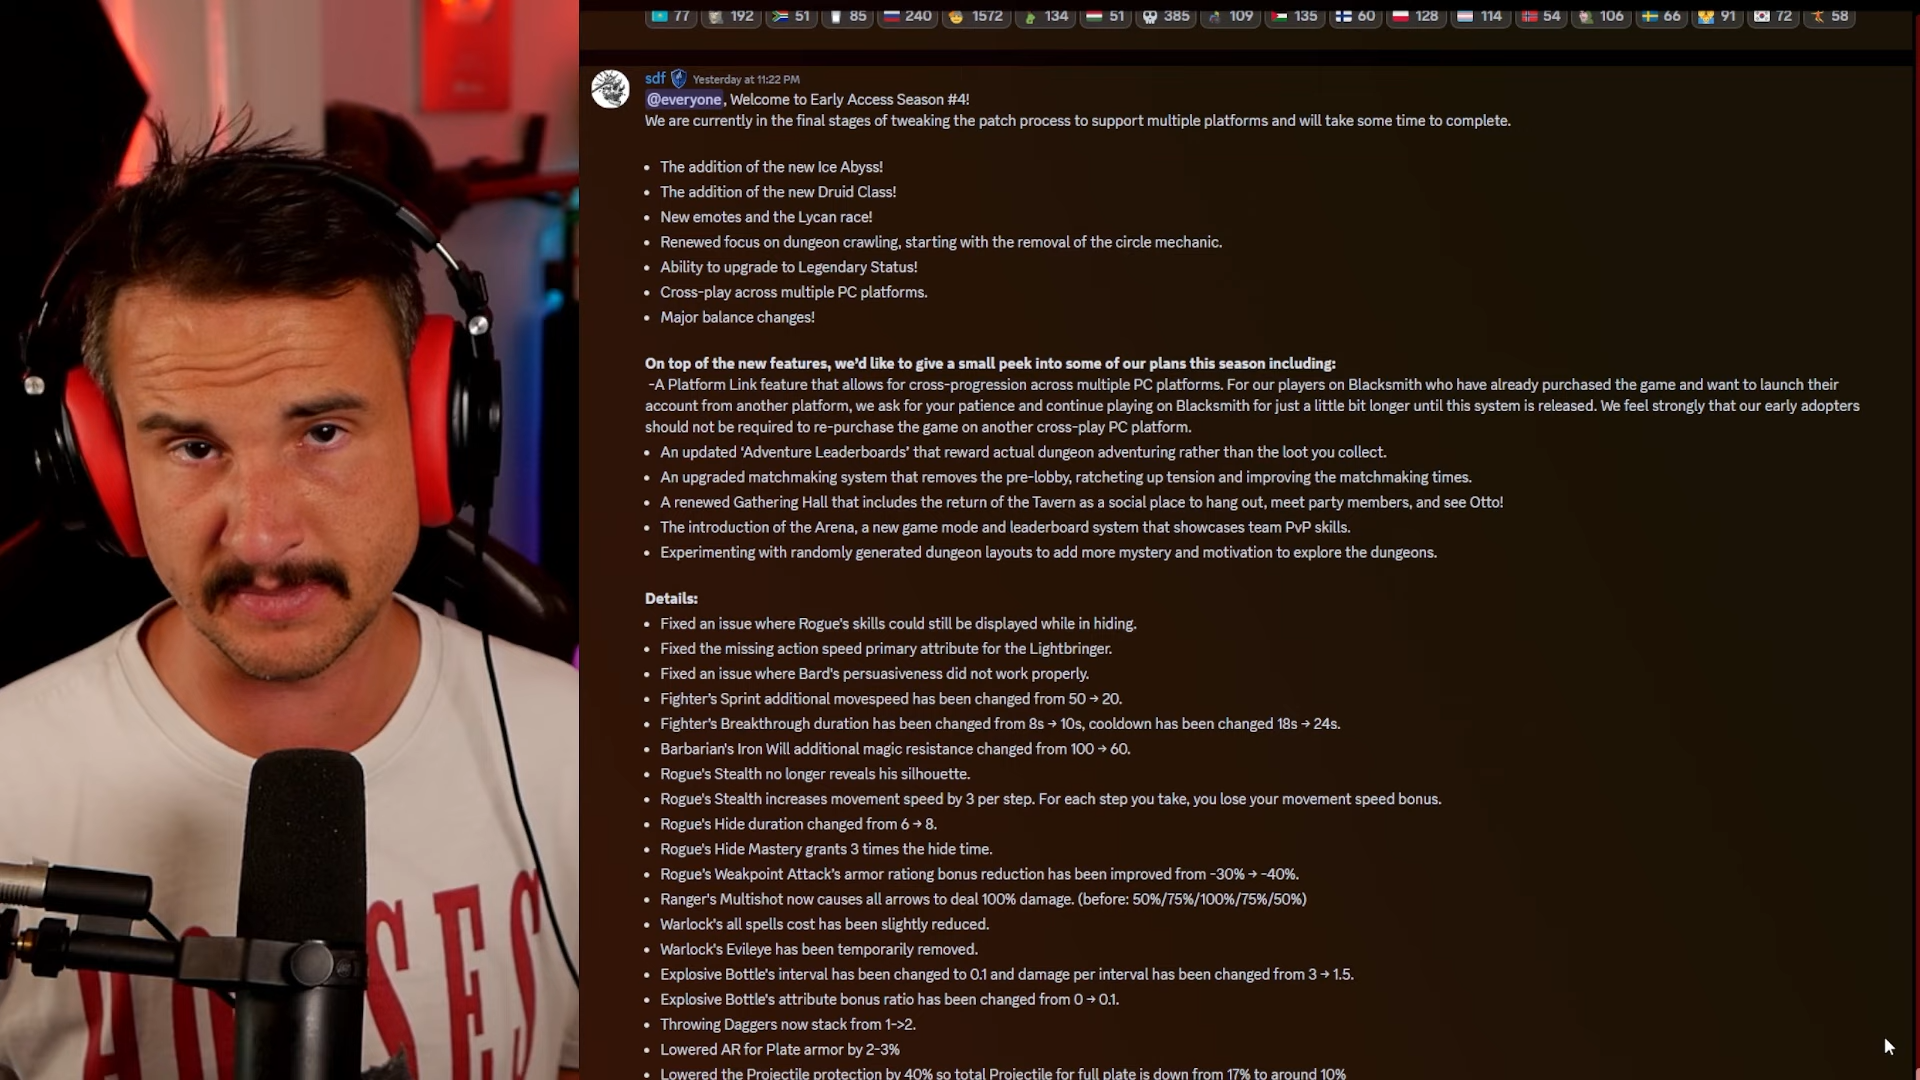 77 192 51 85 240 1572 134 51 385 109 135 60 128 114 54 106 66 91 72 58
sdf Yesterday at 11:22 PM
@everyone, Welcome to Early Access Season #4!
We are currently in the final stages of tweaking the patch process to support multiple platforms and will take some time to complete.
• The addition of the new Ice Abyss!
• The addition of the new Druid Class!
• New emotes and the Lycan race!
• Renewed focus on dungeon crawling, starting with the removal of the circle mechanic.
• Ability to upgrade to Legendary Status!
• Cross-play across multiple PC platforms.
• Major balance changes!
On top of the new features, we'd like to give a small peek into some of our plans this season including:
-A Platform Link feature that allows for cross-progression across multiple PC platforms. For our players on Blacksmith who have already purchased the game and want to launch their
account from another platform, we ask for your patience and continue playing on Blacksmith for just a little bit longer until this system is released. We feel strongly that our early adopters
should not be required to re-purchase the game on another cross-play PC platform.
• An updated 'Adventure Leaderboards' that reward actual dungeon adventuring rather than the loot you collect.
• An upgraded matchmaking system that removes the pre-lobby, ratcheting up tension and improving the matchmaking times.
• A renewed Gathering Hall that includes the return of the Tavern as a social place to hang out, meet party members, and see Otto!
• The introduction of the Arena, a new game mode and leaderboard system that showcases team PvP skills.
• Experimenting with randomly generated dungeon layouts to add more mystery and motivation to explore the dungeons.
Details:
• Fixed an issue where Rogue's skills could still be displayed while in hiding.
• Fixed the missing action speed primary attribute for the Lightbringer.
• Fixed an issue where Bard's persuasiveness did not work properly.
• Fighter's Sprint additional movespeed has been changed from 50 → 20.
• Fighter's Breakthrough duration has been changed from 8s → 10s, cooldown has been changed 18s → 24s.
• Barbarian's Iron Will additional magic resistance changed from 100 → 60.
• Rogue's Stealth no longer reveals his silhouette.
• Rogue's Stealth increases movement speed by 3 per step. For each step you take, you lose your movement speed bonus.
• Rogue's Hide duration changed from 6 → 8.
• Rogue's Hide Mastery grants 3 times the hide time.
• Rogue's Weakpoint Attack's armor rationg bonus reduction has been improved from -30% → -40%.
• Ranger's Multishot now causes all arrows to deal 100% damage. (before: 50%/75%/100%/75%/50%)
• Warlock's all spells cost has been slightly reduced.
• Warlock's Evileye has been temporarily removed.
• Explosive Bottle's interval has been changed to 0.1 and damage per interval has been changed from 3 → 1.5.
• Explosive Bottle's attribute bonus ratio has been changed from 0 → 0.1.
• Throwing Daggers now stack from 1->2.
• Lowered AR for Plate armor by 2-3%
• Lowered the Projectile protection by 40% so total Projectile for full plate is down from 17% to around 10%